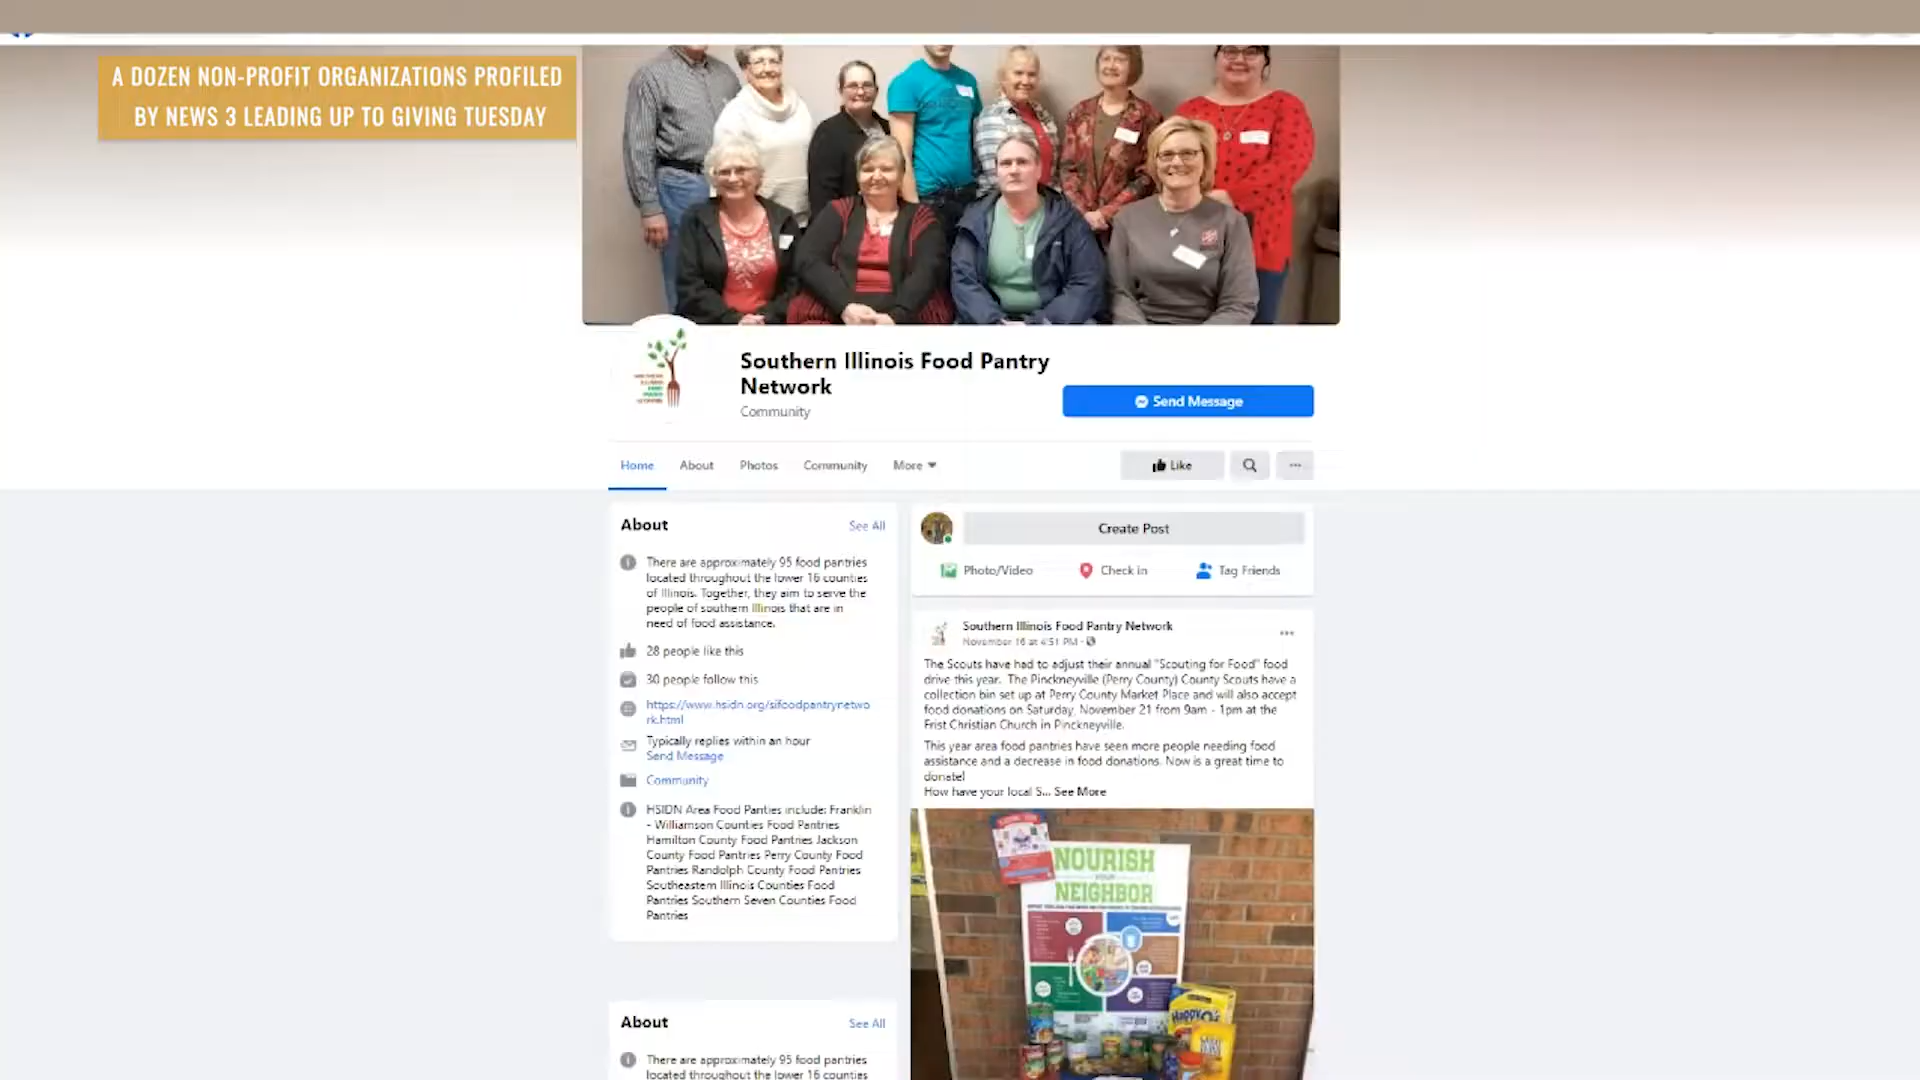 A DOZEN NON-PROFIT ORGANIZATIONS PROFILED
BY NEWS 3 LEADING UP TO GIVING TUESDAY
Southern Illinois Food Pantry
Network
Community
Send Message
Home
About
Photos
Community
More
Like
About
See All
There are approximately 95 food pantries
located throughout the lower 16 counties
of Illinois. Together, they aim to serve the
people of southern Illinois that are in
need of food assistance.
28 people like this
30 people follow this
https://www.hsidn.org/sifoodpantrynetwo
rk.html
Typically replies within an hour
Send Message
Community
HSIDN Area Food Panties include: Franklin
- Williamson Counties Food Pantries
Hamilton County Food Pantries Jackson
County Food Pantries Perry County Food
Pantries Randolph County Food Pantries
Southeastern Illinois Counties Food
Pantries Southern Seven Counties Food
Pantries
About
See All
There are approximately 95 food pantries
located throughout the lower 16 counties
Create Post
Photo/Video
Check in
Tag Friends
Southern Illinois Food Pantry Network
November 16 at 4:51 PM ·
The Scouts have had to adjust their annual "Scouting for Food" food
drive this year. The Pinckneyville (Perry County) County Scouts have a
collection bin set up at Perry County Market Place and will also accept
food donations on Saturday, November 21 from 9am - 1pm at the
Frist Christian Church in Pinckneyville.
This year area food pantries have seen more people needing food
assistance and a decrease in food donations. Now is a great time to
donate!
How have your local S... See More
NOURISH
YOUR
NEIGHBOR